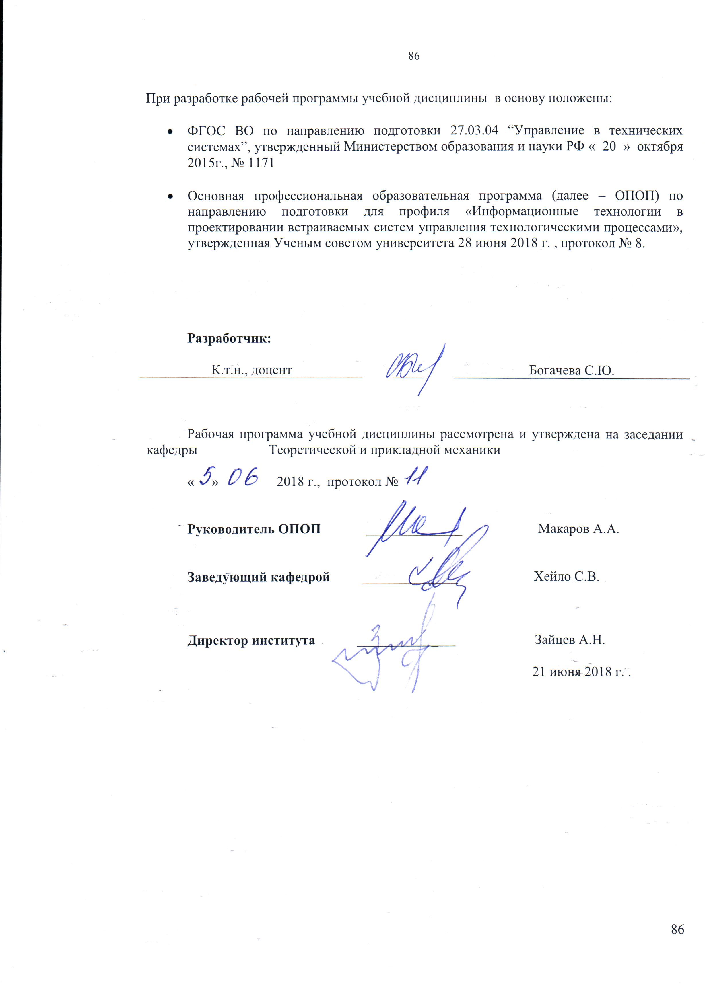 86
При разработке рабочей программы учебной дисциплины в основу положены:
• ФГОС ВО по направлению подготовки 27.03.04 “Управление в технических
системах”, утвержденный Министерством образования и науки РФ « 20 » октября
2015г., № 1171
• Основная профессиональная образовательная программа (далее – ОПОП) по
направлению подготовки для профиля «Информационные технологии в
проектировании встраиваемых систем управления технологическими процессами»,
утвержденная Ученым советом университета 28 июня 2018 г. , протокол № 8.
Разработчик:
К.т.н., доцент Богачева С.Ю.
Рабочая программа учебной дисциплины рассмотрена и утверждена на заседании
кафедры Теоретической и прикладной механики
« 5 » 06 2018 г., протокол № 11
Руководитель ОПОП Макаров А.А.
Заведующий кафедрой Хейло С.В.
Директор института Зайцев А.Н.
21 июня 2018 г. .
86